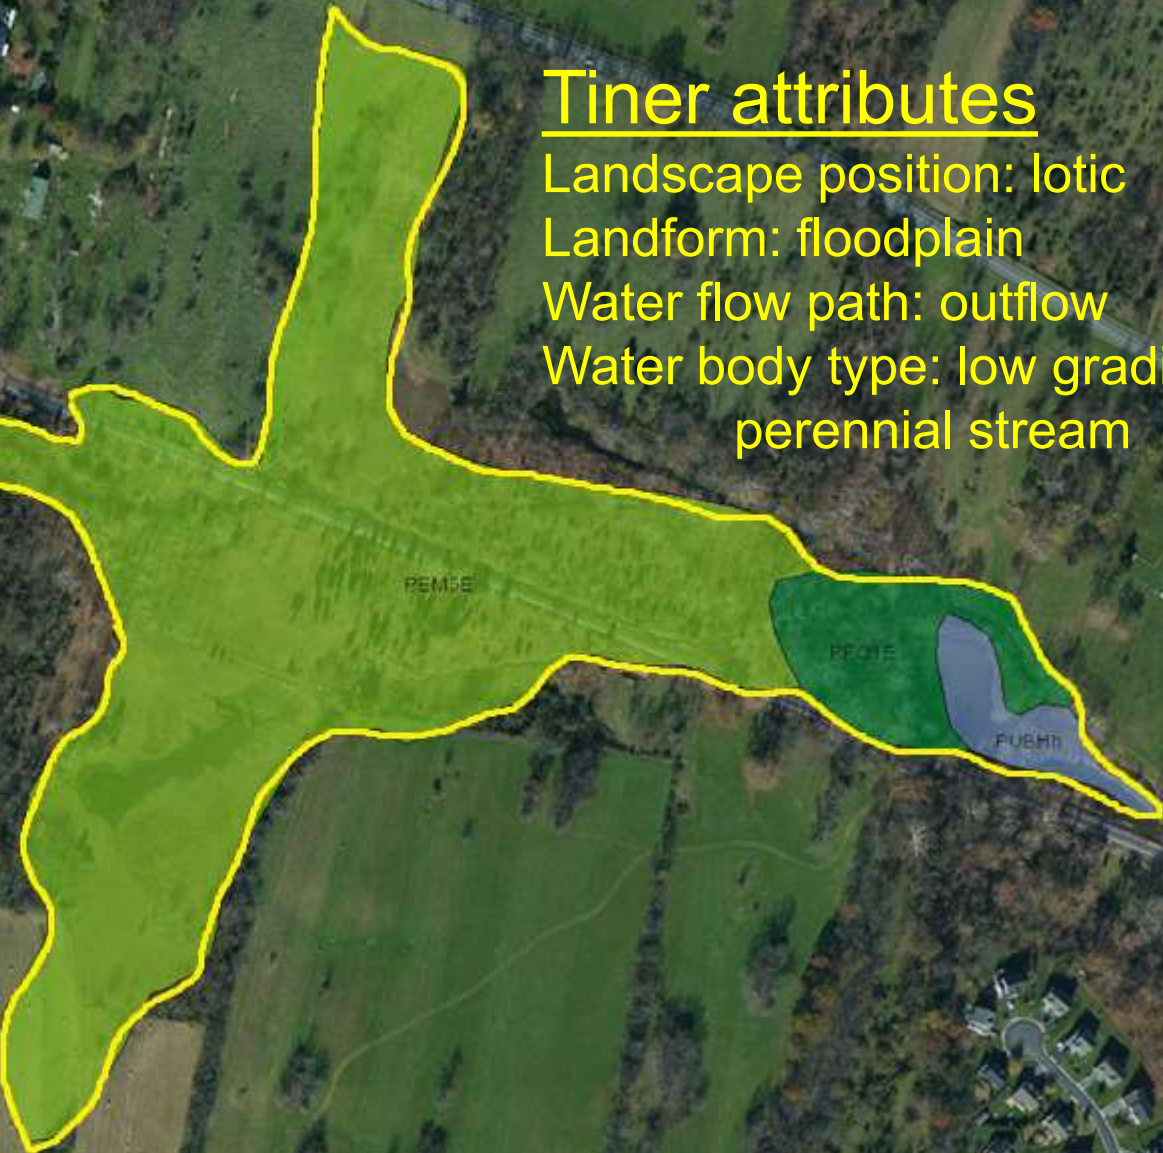 Tiner attributes
Landscape position: lotic
Landform: floodplain
Water flow path: outflow
Water body type: low gradi
perennial stream
PEM5E
PFO1E
PUBHh